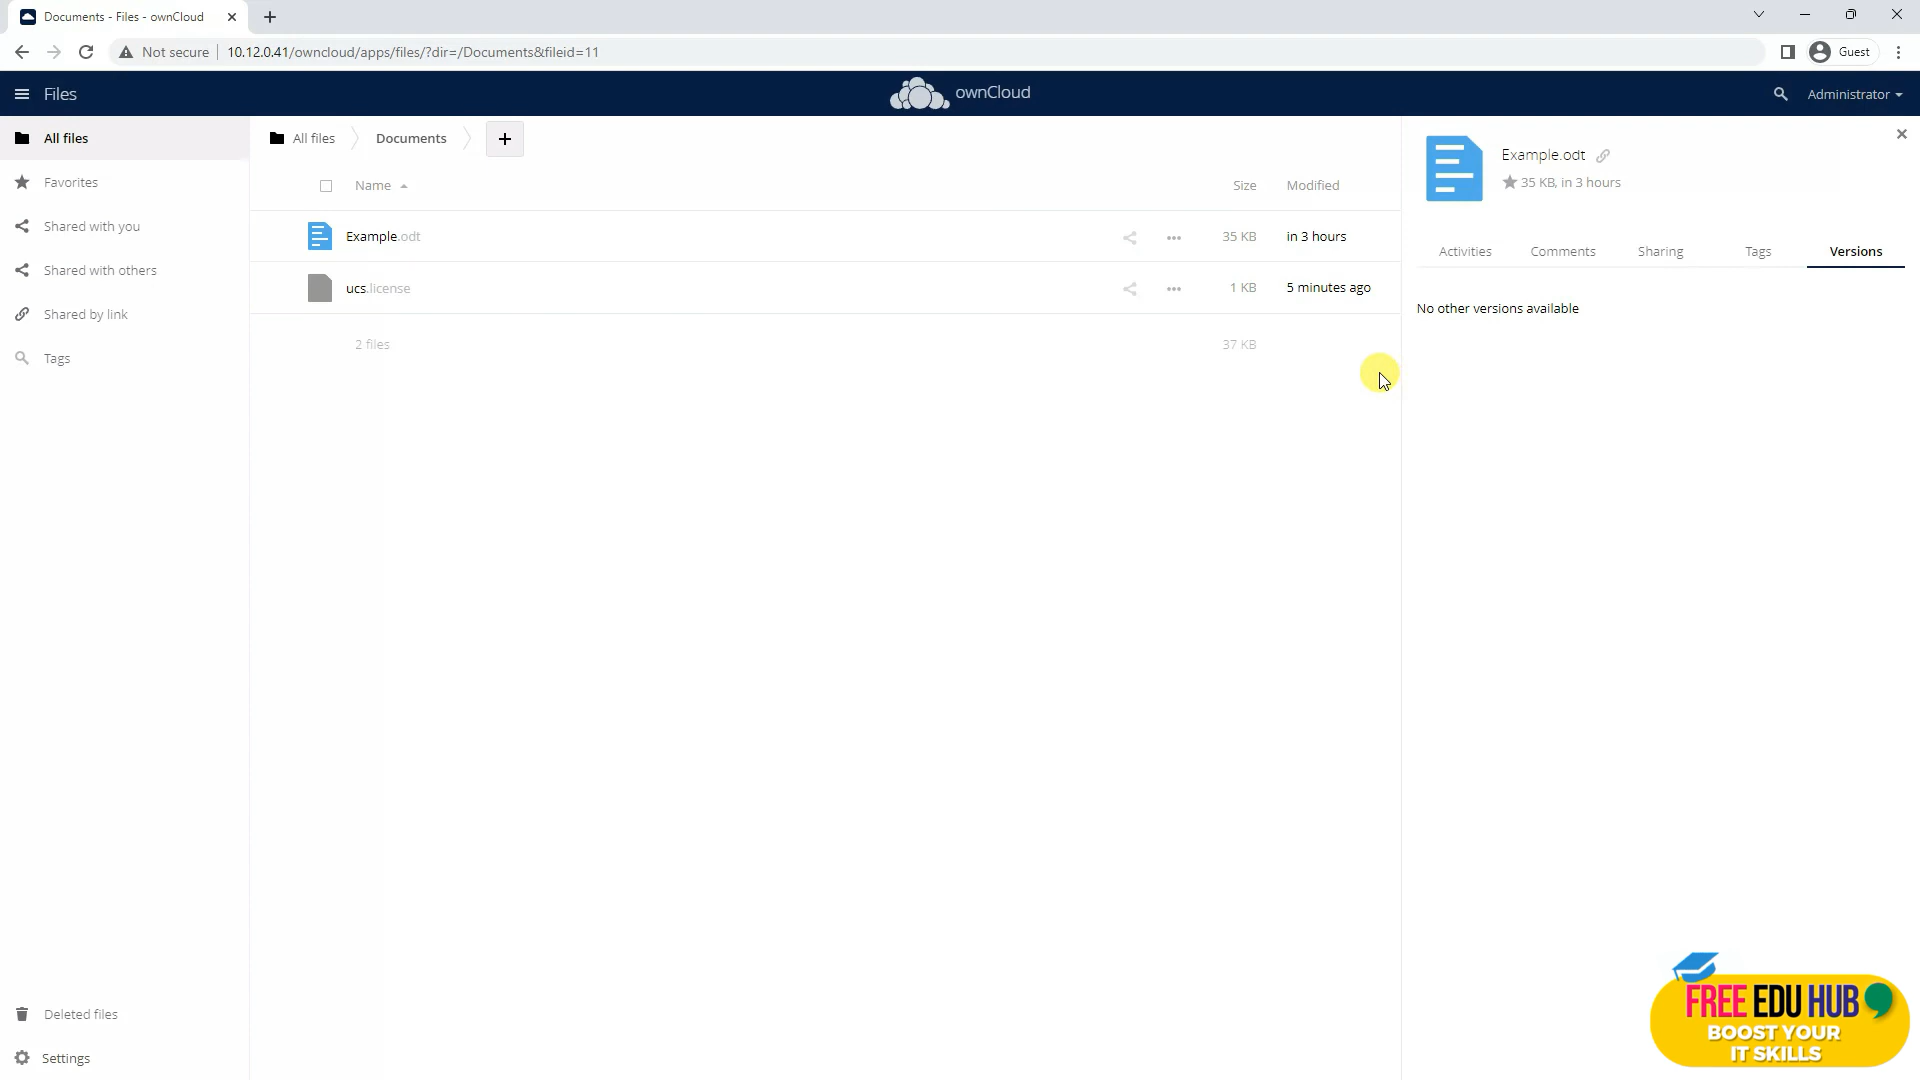 Documents - Files - ownCloud
Not secure 10.12.0.41/owncloud/apps/files/?dir=/Documents&fileid=11
Guest
Files
ownCloud
Administrator
All files
Favorites
Shared with you
Shared with others
Shared by link
Tags
Deleted files
Settings
All files Documents +
Name Size Modified
Example.odt 35 KB in 3 hours
ucs.license 1 KB 5 minutes ago
2 files 37 KB
Example.odt
35 KB, in 3 hours
Activities Comments Sharing Tags Versions
No other versions available
FREE EDU HUB
BOOST YOUR
IT SKILLS